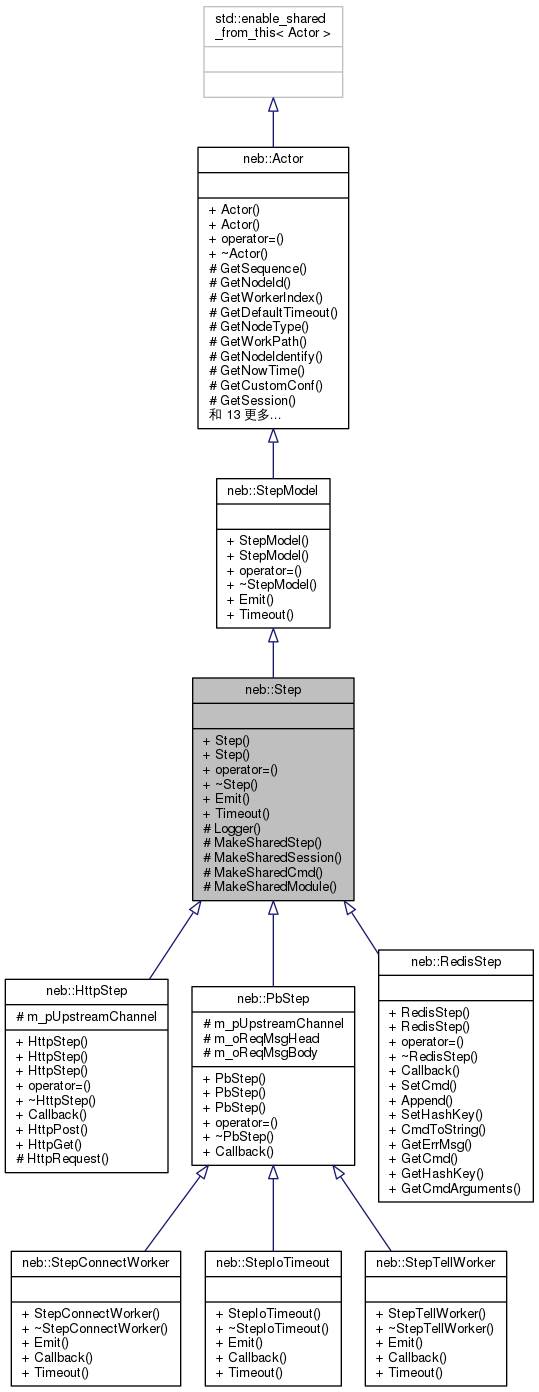 std::enable_shared
_from_this< Actor >
neb::Actor
+ Actor()
+ Actor()
+ operator=()
+ ~Actor()
# GetSequence()
# GetNodeId()
# GetWorkerIndex()
# GetDefaultTimeout()
# GetNodeType()
# GetWorkPath()
# GetNodeIdentify()
# GetNowTime()
# GetCustomConf()
# GetSession()
和 13 更多...
neb::StepModel
+ StepModel()
+ StepModel()
+ operator=()
+ ~StepModel()
+ Emit()
+ Timeout()
neb::Step
+ Step()
+ Step()
+ operator=()
+ ~Step()
+ Emit()
+ Timeout()
# Logger()
# MakeSharedStep()
# MakeSharedSession()
# MakeSharedCmd()
# MakeSharedModule()
neb::HttpStep
# m_pUpstreamChannel
+ HttpStep()
+ HttpStep()
+ HttpStep()
+ operator=()
+ ~HttpStep()
+ Callback()
+ HttpPost()
+ HttpGet()
# HttpRequest()
neb::PbStep
# m_pUpstreamChannel
# m_oReqMsgHead
# m_oReqMsgBody
+ PbStep()
+ PbStep()
+ PbStep()
+ operator=()
+ ~PbStep()
+ Callback()
neb::RedisStep
+ RedisStep()
+ RedisStep()
+ operator=()
+ ~RedisStep()
+ Callback()
+ SetCmd()
+ Append()
+ SetHashKey()
+ CmdToString()
+ GetErrMsg()
+ GetCmd()
+ GetHashKey()
+ GetCmdArguments()
neb::StepConnectWorker
+ StepConnectWorker()
+ ~StepConnectWorker()
+ Emit()
+ Callback()
+ Timeout()
neb::StepIoTimeout
+ StepIoTimeout()
+ ~StepIoTimeout()
+ Emit()
+ Callback()
+ Timeout()
neb::StepTellWorker
+ StepTellWorker()
+ ~StepTellWorker()
+ Emit()
+ Callback()
+ Timeout()